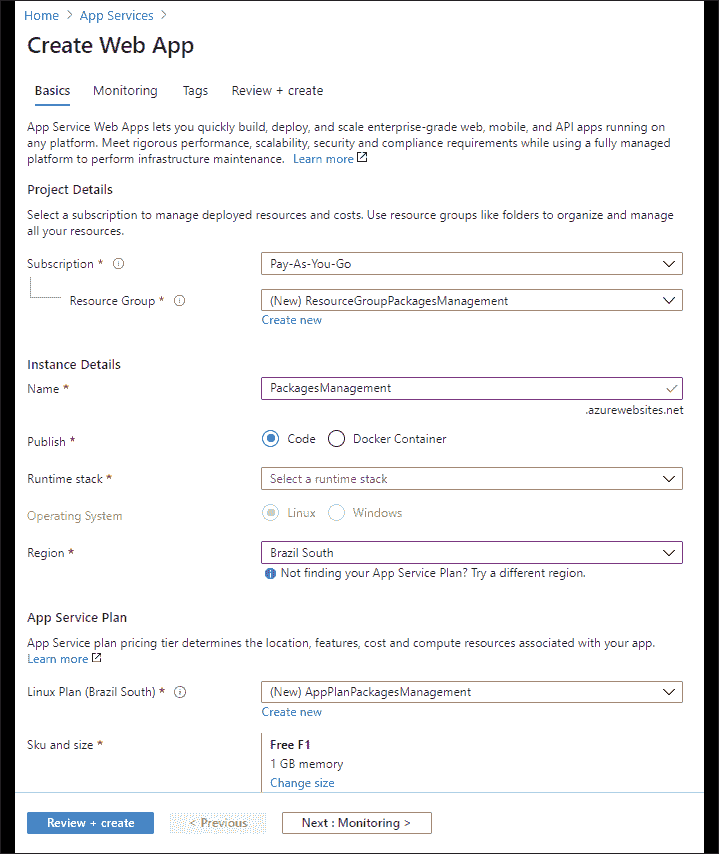 Home > App Services >
Create Web App
Basics Monitoring Tags Review + create
App Service Web Apps lets you quickly build, deploy, and scale enterprise-grade web, mobile, and API apps running on
any platform. Meet rigorous performance, scalability, security and compliance requirements while using a fully managed
platform to perform infrastructure maintenance. Learn more
Project Details
Select a subscription to manage deployed resources and costs. Use resource groups like folders to organize and manage
all your resources.
Subscription * Pay-As-You-Go
Resource Group * (New) ResourceGroupPackagesManagement
Create new
Instance Details
Name * PackagesManagement
.azurewebsites.net
Publish * Code Docker Container
Runtime stack * Select a runtime stack
Operating System Linux Windows
Region * Brazil South
Not finding your App Service Plan? Try a different region.
App Service Plan
App Service plan pricing tier determines the location, features, cost and compute resources associated with your app.
Learn more
Linux Plan (Brazil South) * (New) AppPlanPackagesManagement
Create new
Sku and size * Free F1
1 GB memory
Change size
Review + create < Previous Next : Monitoring >